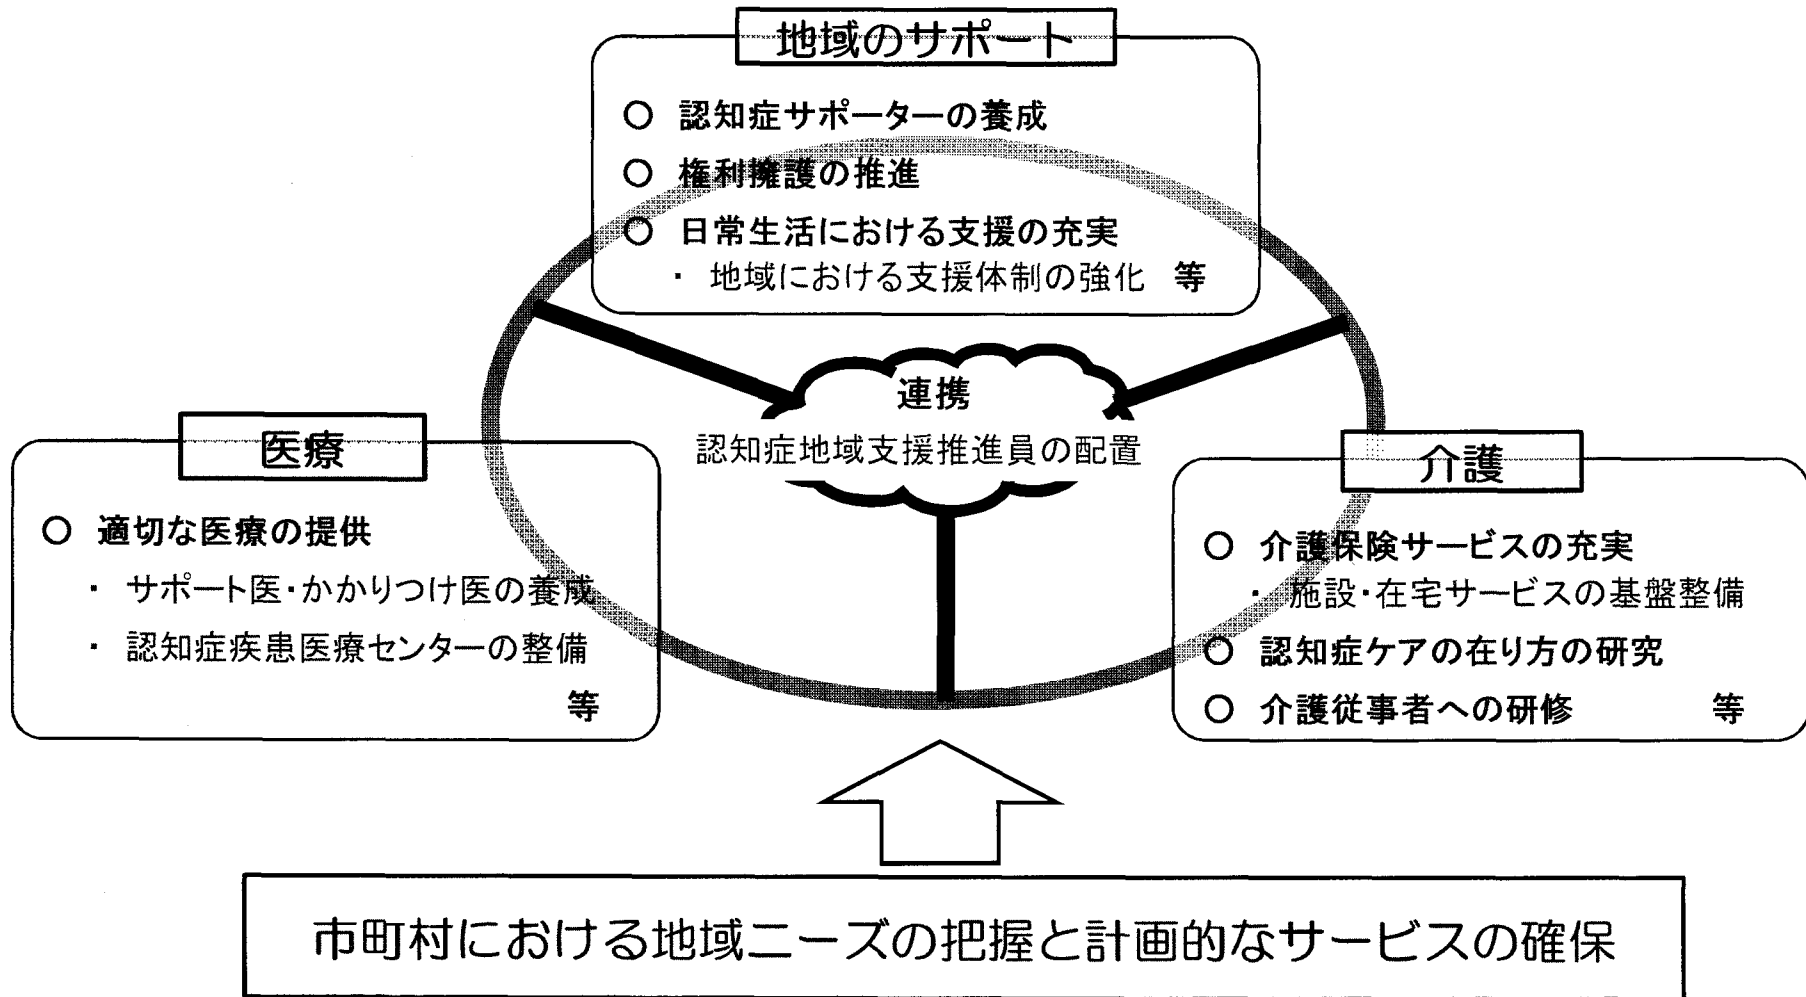 地域のサポート
○ 認知症サポーターの養成
○ 権利擁護の推進
○ 日常生活における支援の充実
・ 地域における支援体制の強化 等
連携
認知症地域支援推進員の配置
医療
○ 適切な医療の提供
・ サポート医・かかりつけ医の養成
・ 認知症疾患医療センターの整備
等
介護
○ 介護保険サービスの充実
・ 施設・在宅サービスの基盤整備
○ 認知症ケアの在り方の研究
○ 介護従事者への研修 等
市町村における地域ニーズの把握と計画的なサービスの確保